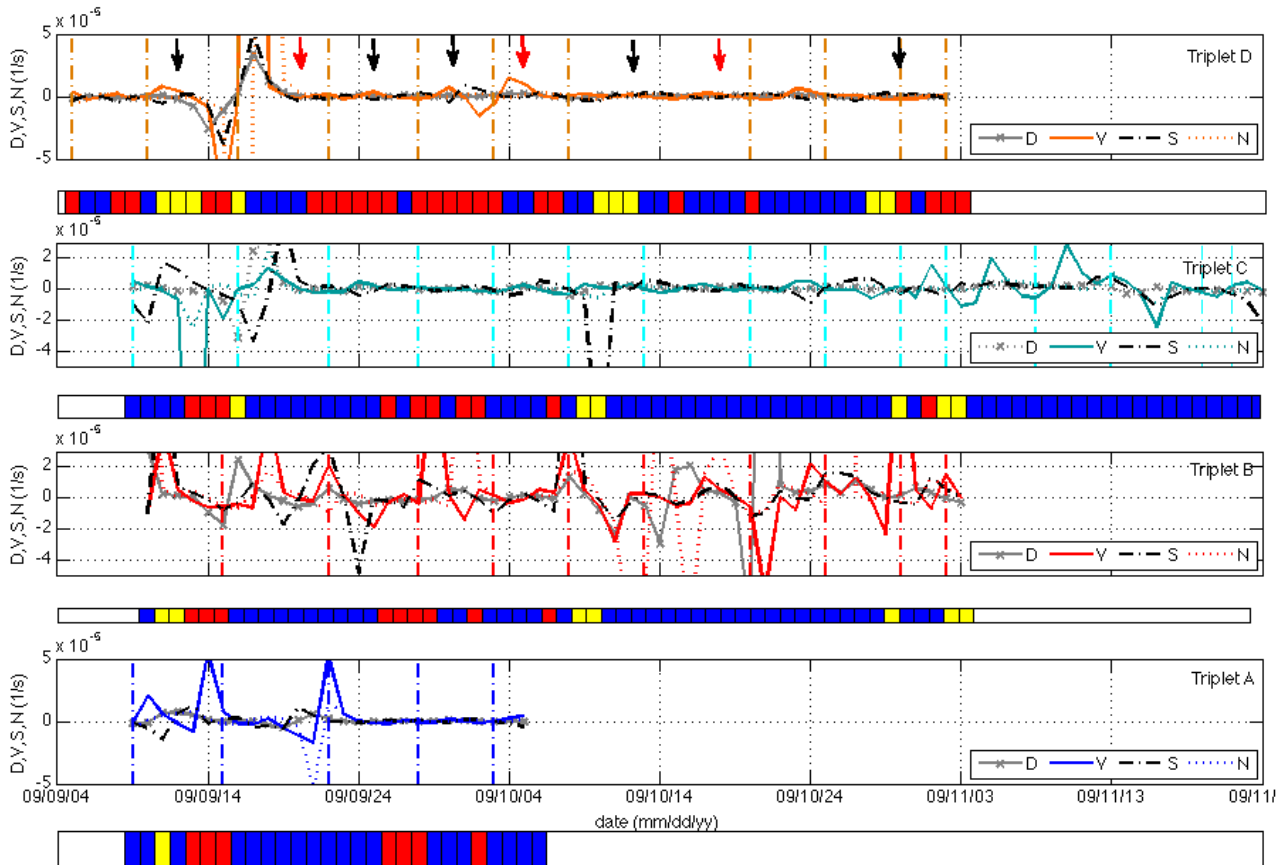 x 10⁻⁵
5
Triplet D
0
D V S N
-5
D,V,S,N (1/s)
x 10⁻⁵
2
Triplet C
0
-2
D V S N
-4
D,V,S,N (1/s)
x 10⁻⁵
2
Triplet B
0
-2
D V S N
-4
D,V,S,N (1/s)
x 10⁻⁵
5
Triplet A
0
D V S N
-5
D,V,S,N (1/s)
09/09/04 09/09/14 09/09/24 09/10/04 09/10/14 09/10/24 09/11/03 09/11/13 09/11/
date (mm/dd/yy)